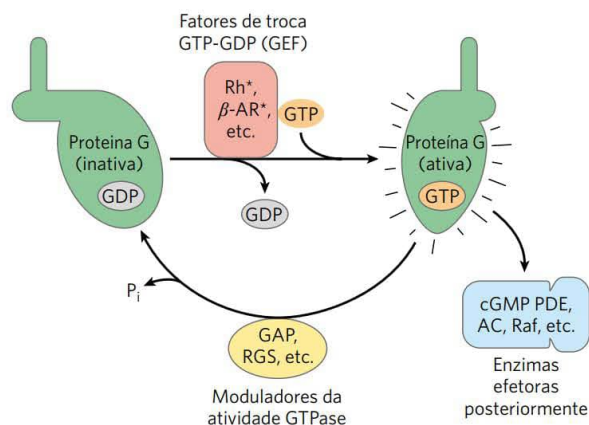 Fatores de troca
GTP-GDP (GEF)
Rh*,
β-AR*,
etc.
GTP
Proteina G
(inativa)
GDP
GDP
Proteína G
(ativa)
GTP
Pi
GAP,
RGS, etc.
Moduladores da
atividade GTPase
cGMP PDE,
AC, Raf, etc.
Enzimas
efetoras
posteriormente